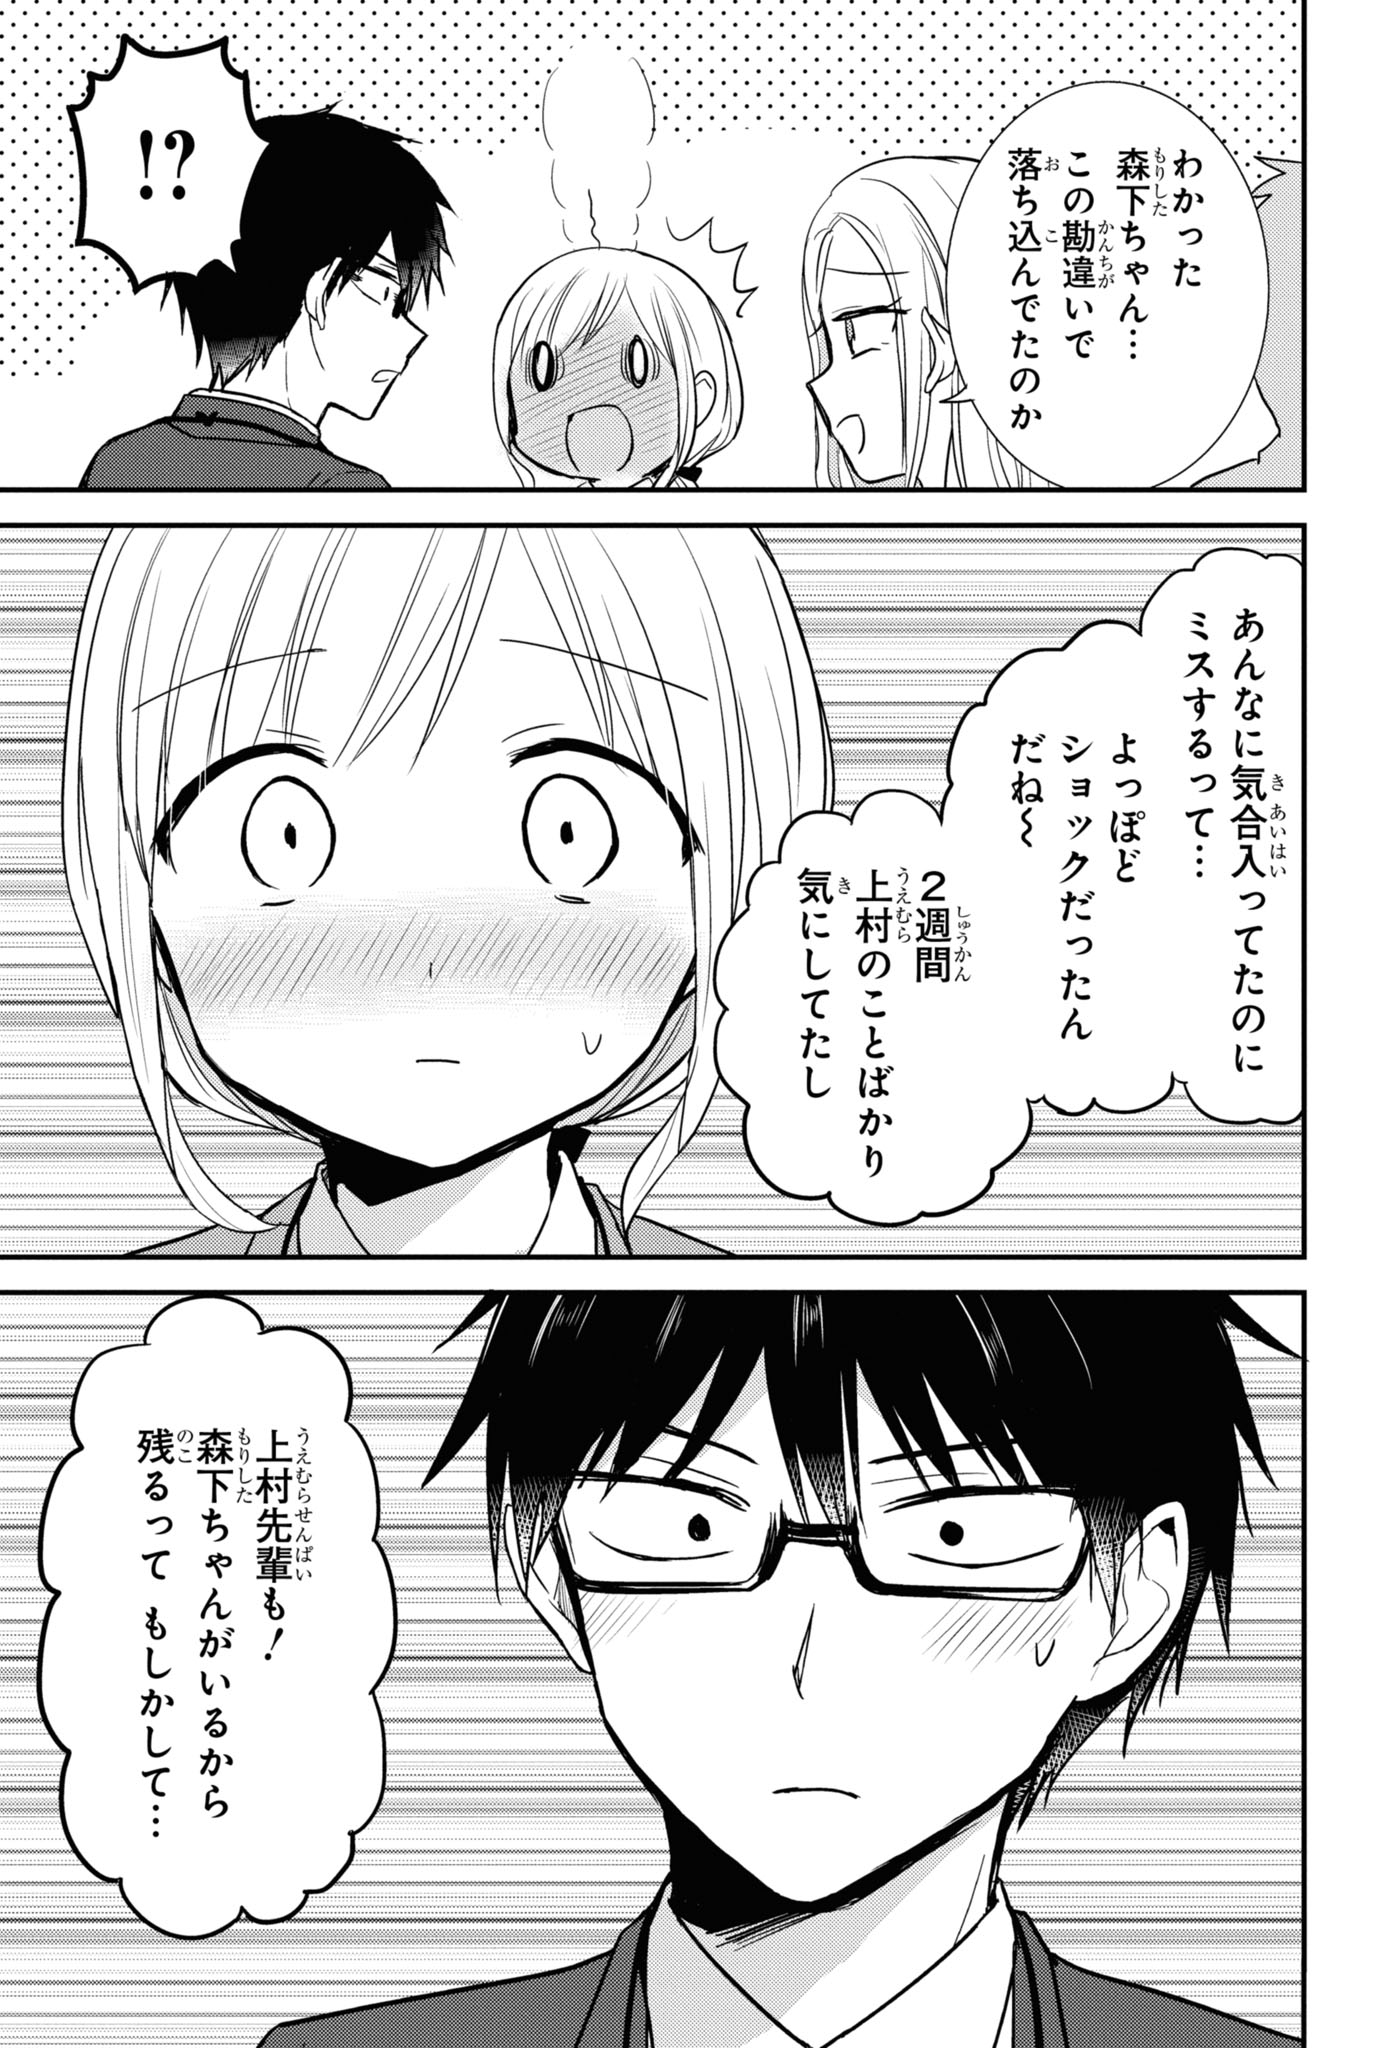 わかった
森下ちゃん…
この勘違いで
落ち込んでたのか
!?
あんなに気合入ってたのに
ミスするって…
よっぽど
ショックだったん
だね〜
2週間
上村のことばかり
気にしてたし
上村先輩も!
森下ちゃんがいるから
残るって もしかして…